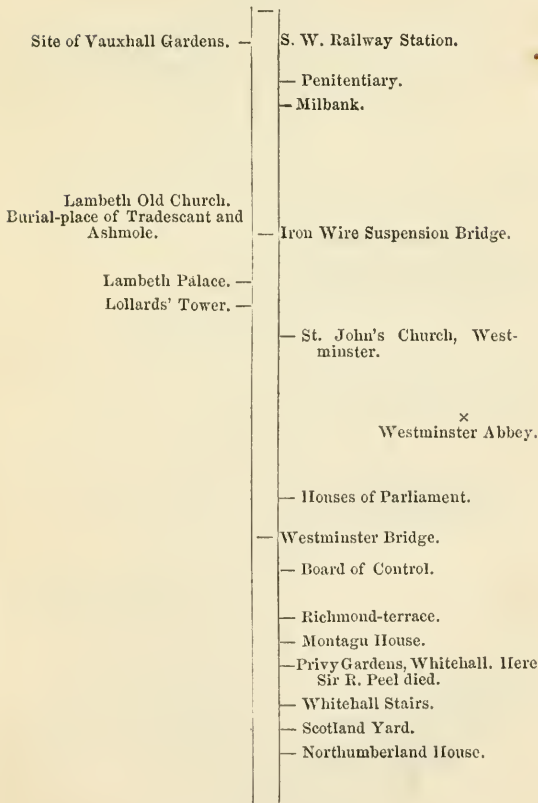 Site of Vauxhall Gardens. —
S. W. Railway Station.
— Penitentiary.
— Milbank.
Lambeth Old Church.
Burial-place of Tradescant and
Ashmole.
— Iron Wire Suspension Bridge.
Lambeth Palace. —
Lollards' Tower. —
— St. John's Church, West-
minster.
×
Westminster Abbey.
— Houses of Parliament.
— Westminster Bridge.
— Board of Control.
— Richmond-terrace.
— Montagu House.
— Privy Gardens, Whitehall. Here
Sir R. Peel died.
— Whitehall Stairs.
— Scotland Yard.
— Northumberland House.